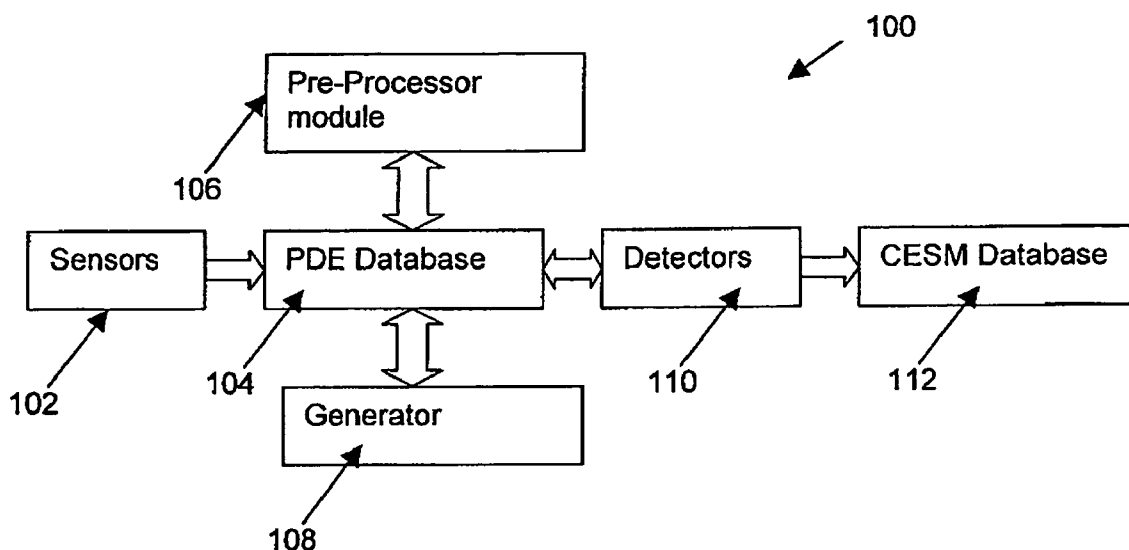 100
Pre-Processor
module
106
Sensors
PDE Database
Detectors
CESM Database
102
104
110
112
Generator
108